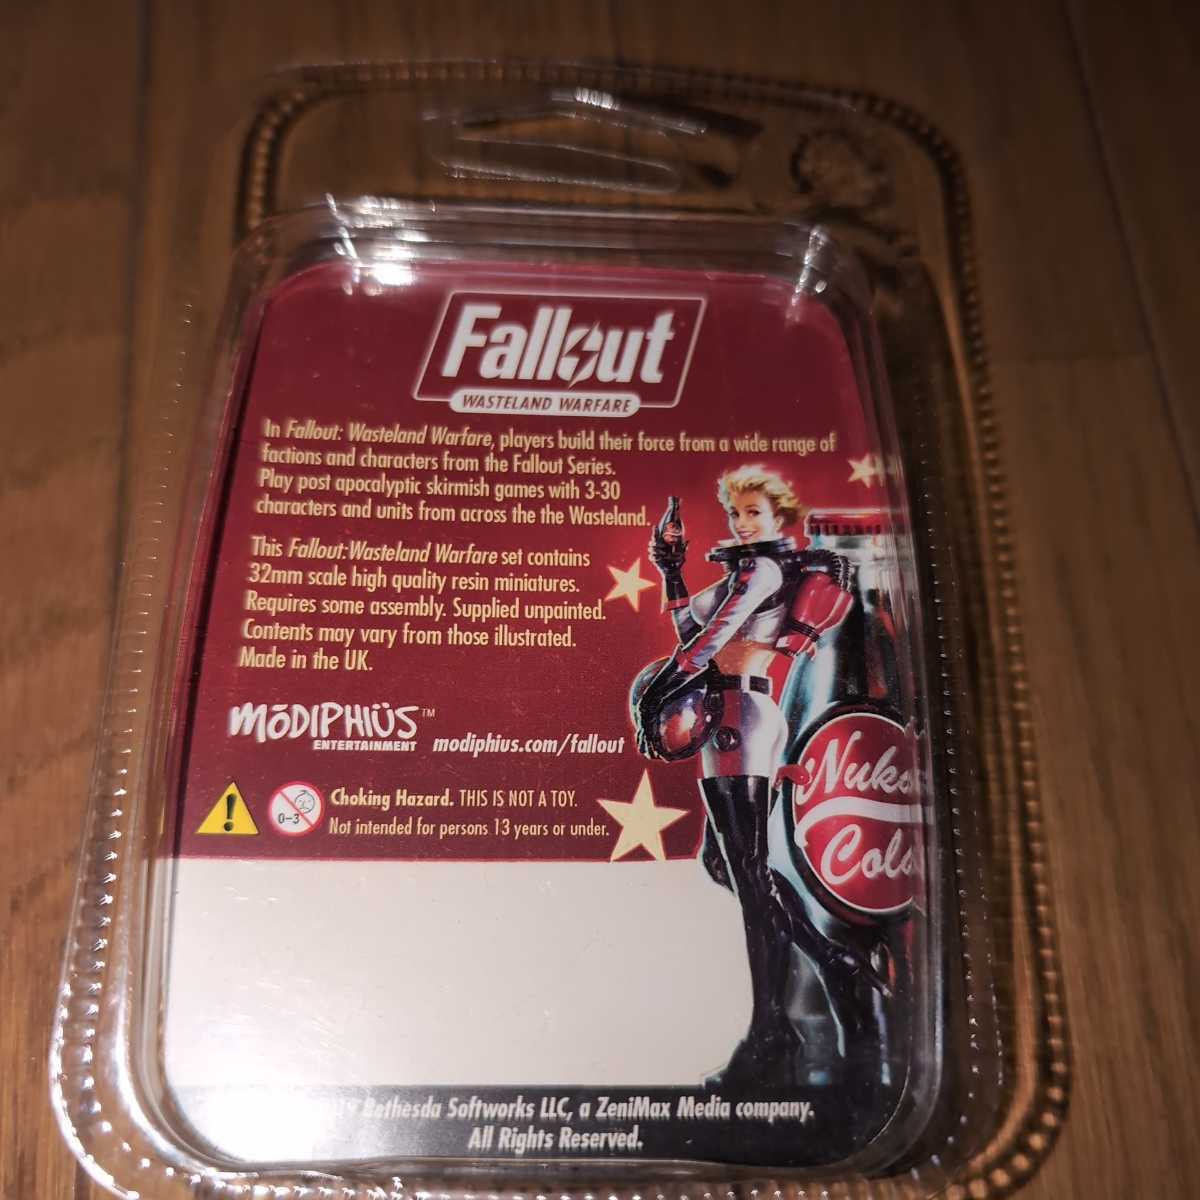 Fallout
WASTELAND WARFARE
In Fallout: Wasteland Warfare, players build their force from a wide range of
factions and characters from the Fallout Series.
Play post apocalyptic skirmish games with 3-30
characters and units from across the the Wasteland.
This Fallout:Wasteland Warfare set contains
32mm scale high quality resin miniatures.
Requires some assembly. Supplied unpainted.
Contents may vary from those illustrated.
Made in the UK.
MōDIPHIÜS™
ENTERTAINMENT
modiphius.com/fallout
0-3
Choking Hazard. THIS IS NOT A TOY.
Not intended for persons 13 years or under.
Nuka
Cola
Bethesda Softworks LLC, a ZeniMax Media company.
All Rights Reserved.